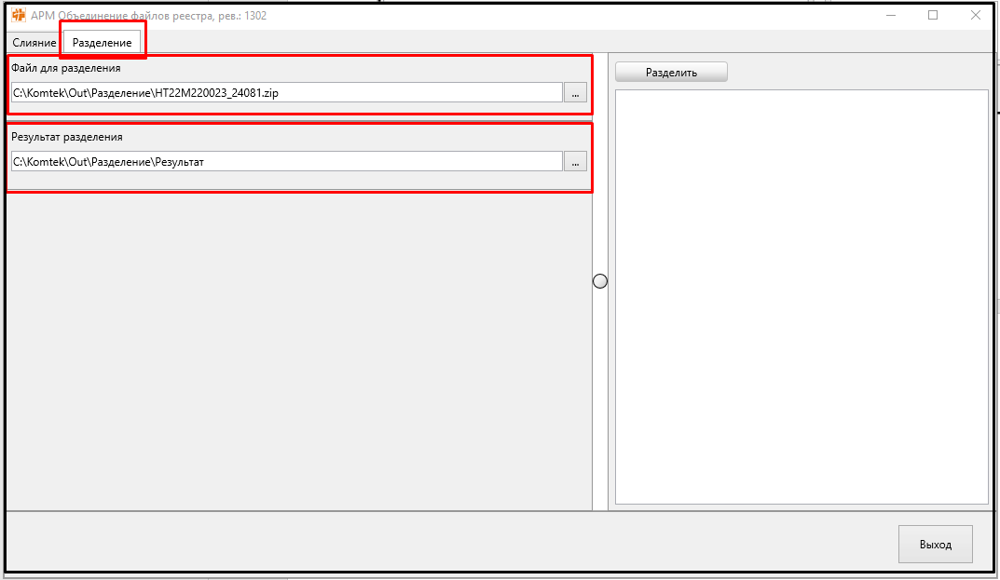 АРМ Объединение файлов реестра, рев.: 1302
Слияние Разделение
Файл для разделения
C:\Komtek\Out\Разделение\HT22M220023_24081.zip ...
Результат разделения
C:\Komtek\Out\Разделение\Результат ...
Разделить
Выход